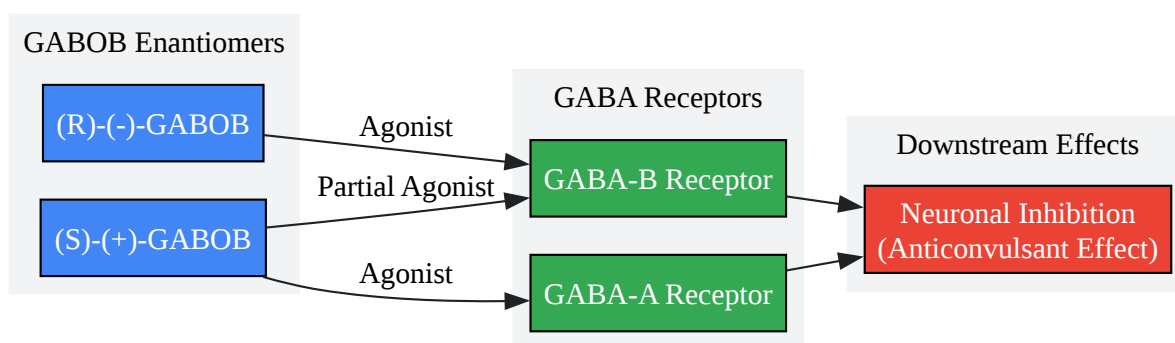 GABOB Enantiomers
(R)-(-)-GABOB
(S)-(+)-GABOB
Agonist
Partial Agonist
Agonist
GABA Receptors
GABA-B Receptor
GABA-A Receptor
Downstream Effects
Neuronal Inhibition
(Anticonvulsant Effect)